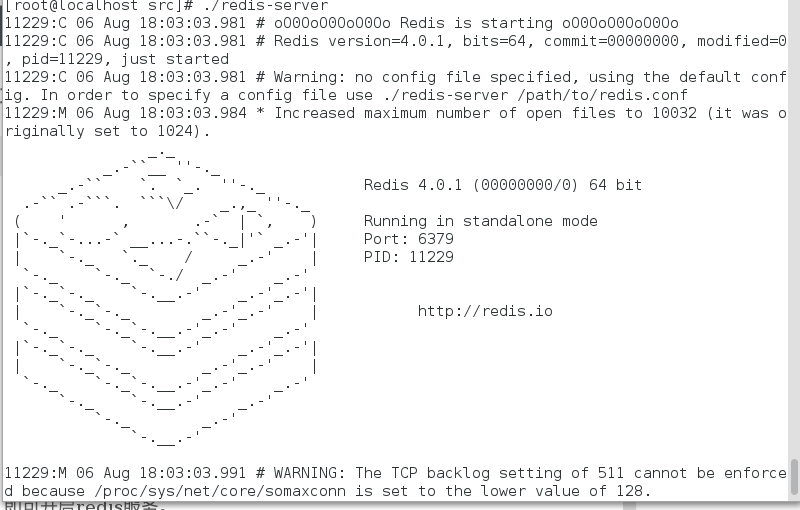 [root@localhost src]# ./redis-server
11229:C 06 Aug 18:03:03.981 # oO0OoO0OoO0Oo Redis is starting oO0OoO0OoO0Oo
11229:C 06 Aug 18:03:03.981 # Redis version=4.0.1, bits=64, commit=00000000, modified=0
, pid=11229, just started
11229:C 06 Aug 18:03:03.981 # Warning: no config file specified, using the default conf
ig. In order to specify a config file use ./redis-server /path/to/redis.conf
11229:M 06 Aug 18:03:03.984 * Increased maximum number of open files to 10032 (it was o
riginally set to 1024).
Redis 4.0.1 (00000000/0) 64 bit
Running in standalone mode
Port: 6379
PID: 11229
http://redis.io
11229:M 06 Aug 18:03:03.991 # WARNING: The TCP backlog setting of 511 cannot be enforce
d because /proc/sys/net/core/somaxconn is set to the lower value of 128.
即可开启redis服务。